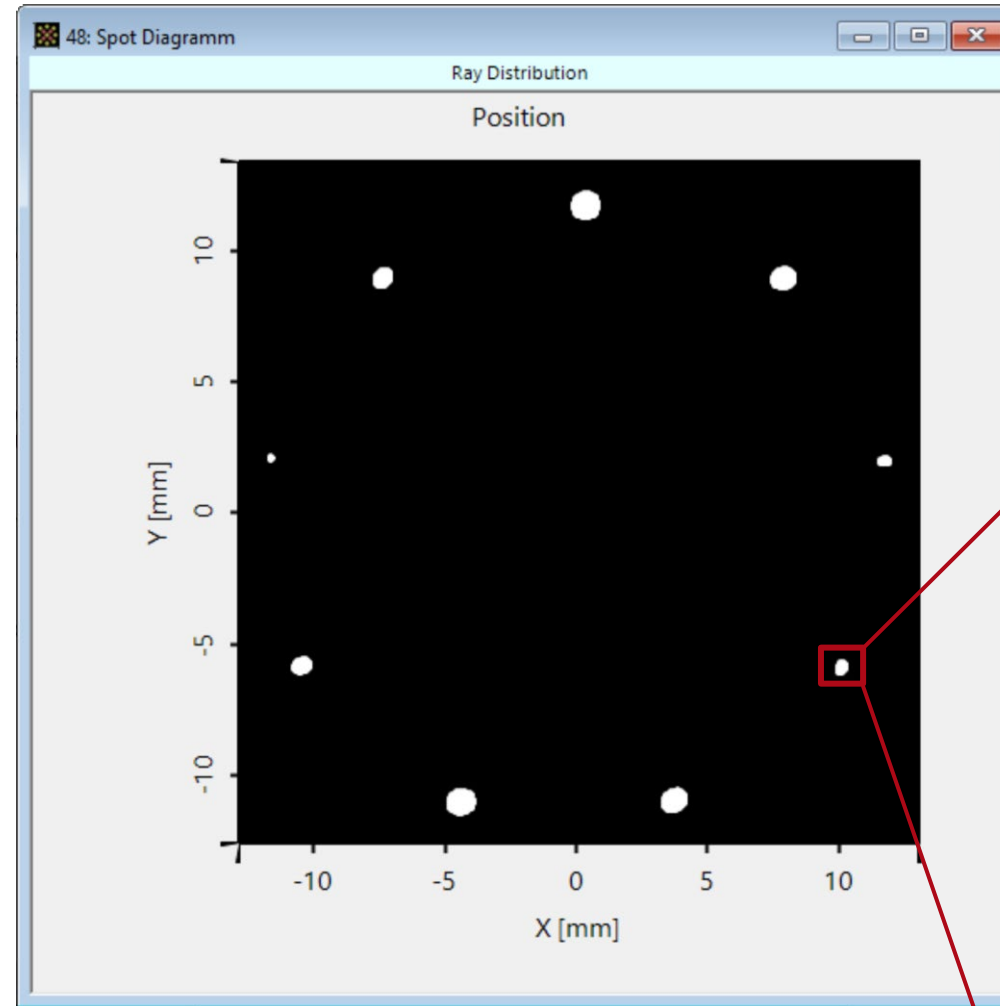 48: Spot Diagramm
Ray Distribution
Position
10
5
0
-5
-10
Y [mm]
-10 -5 0 5 10
X [mm]